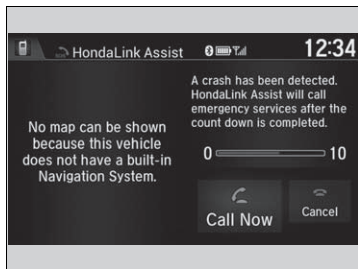 HondaLink Assist
12:34
A crash has been detected.
HondaLink Assist will call
emergency services after the
count down is completed.
No map can be shown
because this vehicle
does not have a built-in
Navigation System.
0
10
Call Now
Cancel